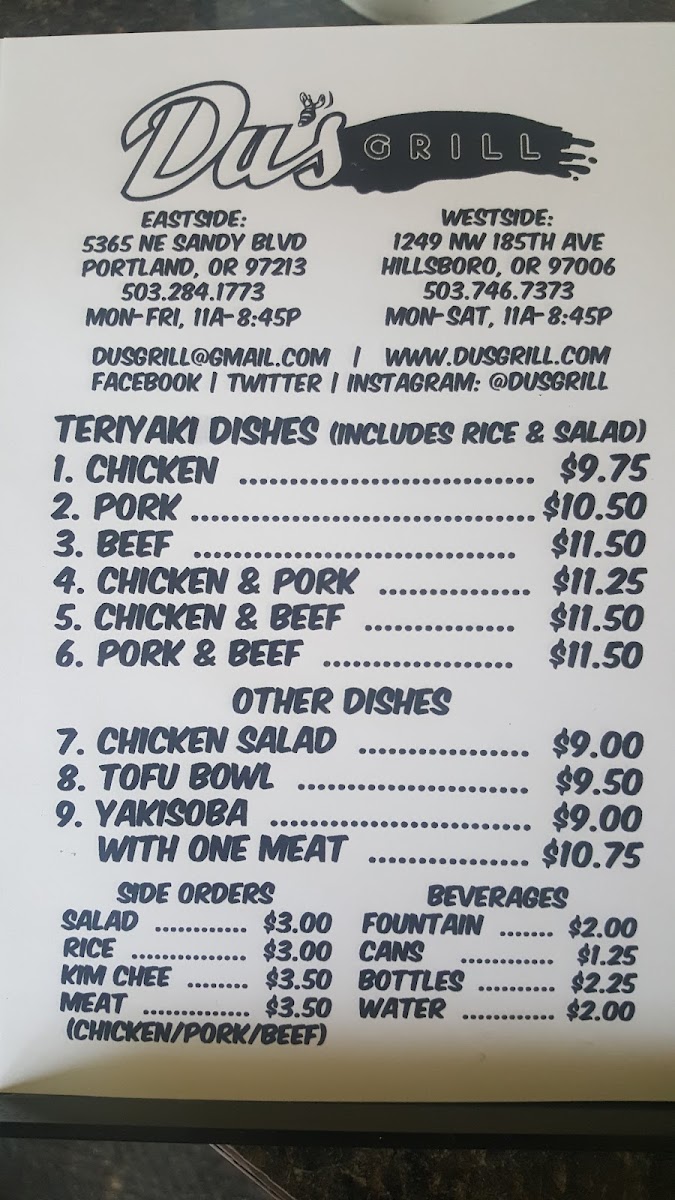 Du's GRILL
EASTSIDE:
5365 NE SANDY BLVD
PORTLAND, OR 97213
503.284.1773
MON-FRI, 11A-8:45P
WESTSIDE:
1249 NW 185TH AVE
HILLSBORO, OR 97006
503.746.7373
MON-SAT, 11A-8:45P
DUSGRILL@GMAIL.COM | WWW.DUSGRILL.COM
FACEBOOK | TWITTER | INSTAGRAM: @DUSGRILL
TERIYAKI DISHES (INCLUDES RICE & SALAD)
1. CHICKEN .............................. $9.75
2. PORK ..................................$10.50
3. BEEF ................................. $11.50
4. CHICKEN & PORK ................ $11.25
5. CHICKEN & BEEF ................ $11.50
6. PORK & BEEF .................... $11.50
OTHER DISHES
7. CHICKEN SALAD .................. $9.00
8. TOFU BOWL ........................ $9.50
9. YAKISOBA ........................... $9.00
WITH ONE MEAT ................. $10.75
SIDE ORDERS
SALAD ............ $3.00
RICE ............... $3.00
KIM CHEE ........ $3.50
MEAT .............. $3.50
(CHICKEN/PORK/BEEF)
BEVERAGES
FOUNTAIN ....... $2.00
CANS ............ $1.25
BOTTLES .......... $2.25
WATER ............ $2.00